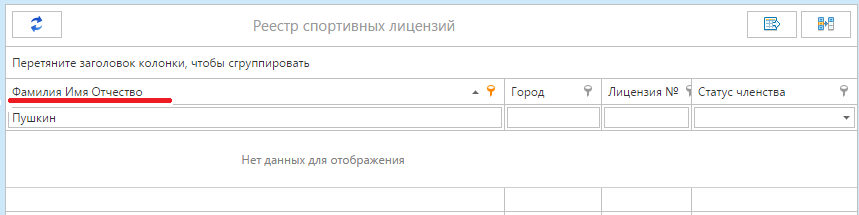 Реестр спортивных лицензий
Перетяните заголовок колонки, чтобы сгруппировать
Фамилия Имя Отчество Город Лицензия № Статус членства
Пушкин
Нет данных для отображения